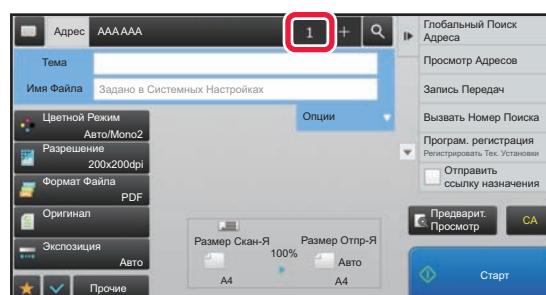 Адрес AAAAAA 1 +
Тема
Имя Файла Задано в Системных Настройках
Цветной Режим
Авто/Mono2
Опции
Разрешение
200x200dpi
Формат Файла
PDF
Оригинал
Экспозиция
Авто
Прочие
Размер Скан-Я
100%
Размер Отпр-Я
Авто
A4
A4
Глобальный Поиск
Адреса
Просмотр Адресов
Запись Передач
Вызвать Номер Поиска
Програм. регистрация
Регистрировать Тек. Установки
Отправить
ссылку назначения
Предварит.
Просмотр
CA
Старт